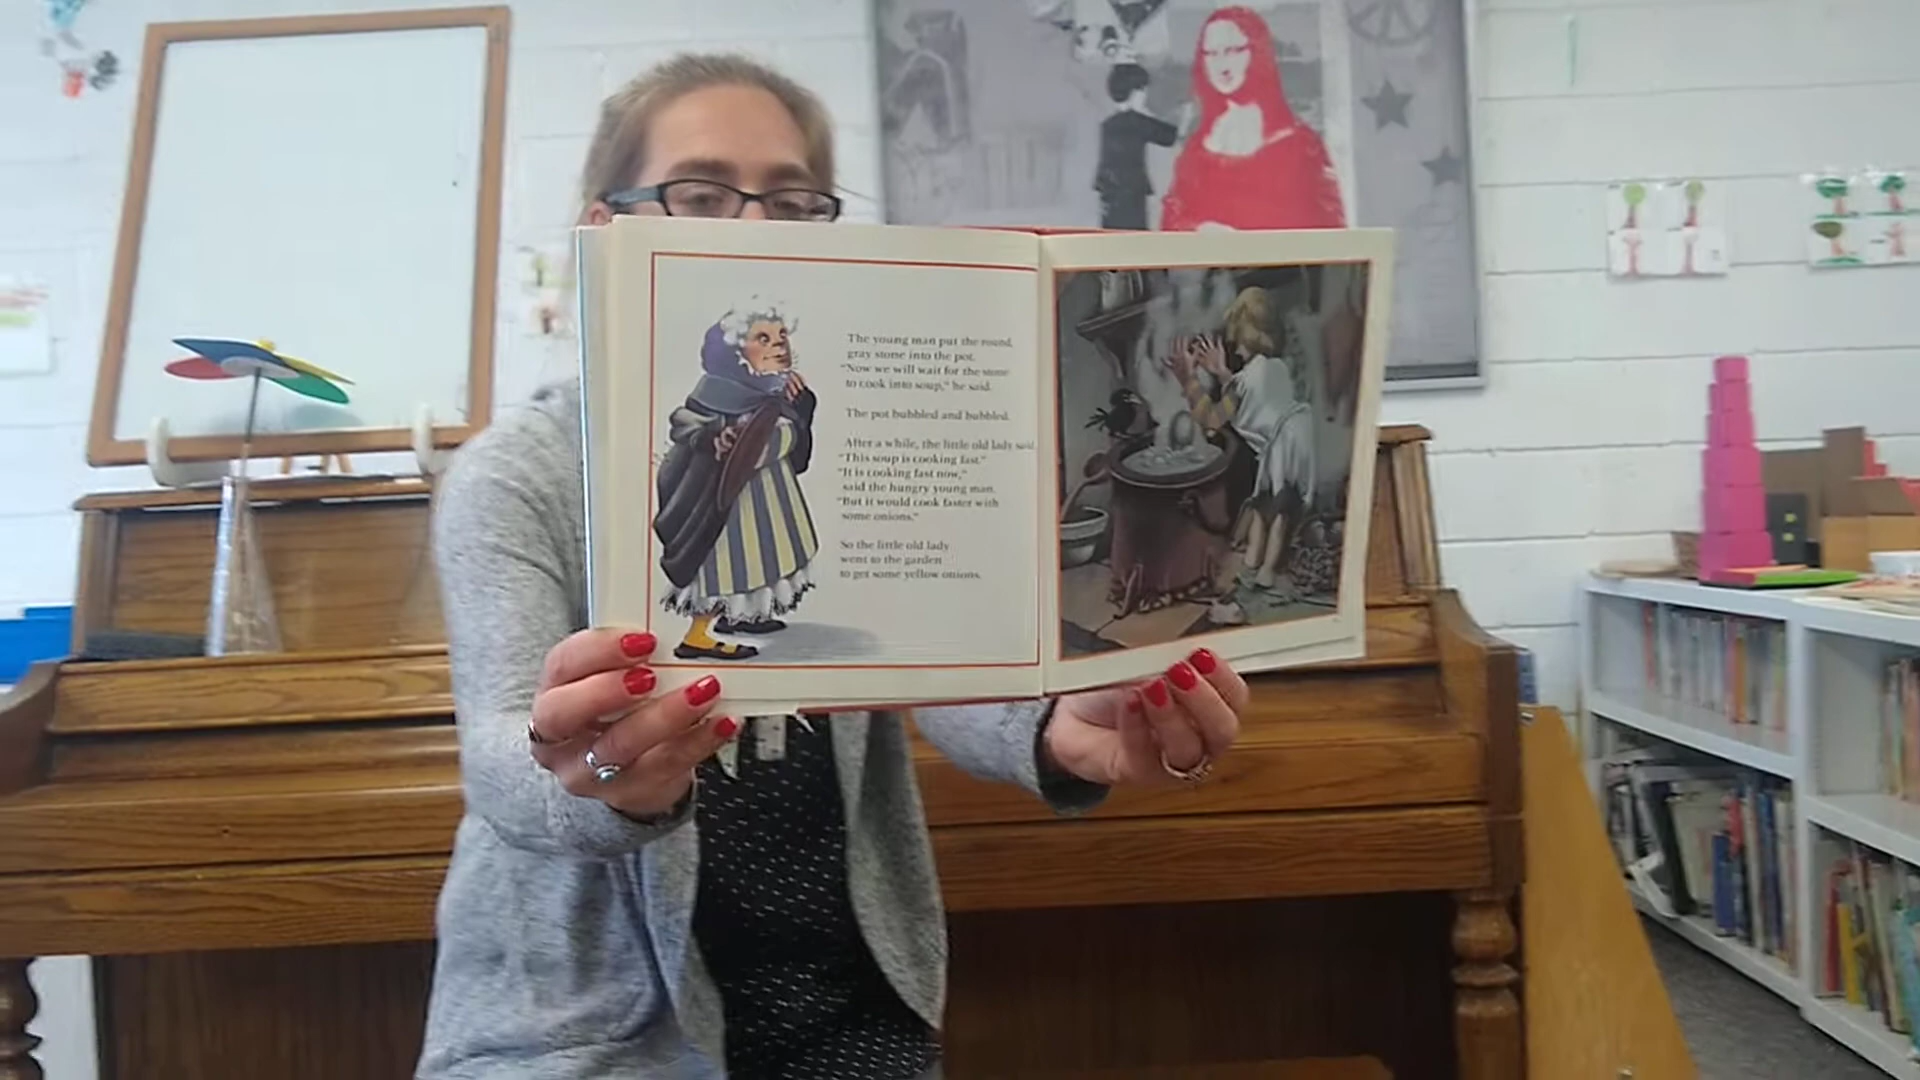 The young man put the round,
gray stone into the pot.
"Now we will wait for the stone
to cook into soup," he said.
The pot bubbled and bubbled.
After a while, the little old lady said,
"This soup is cooking fast."
"It is cooking fast now,"
said the hungry young man.
"But it would cook faster with
some onions."
So the little old lady
went to the garden
to get some yellow onions.